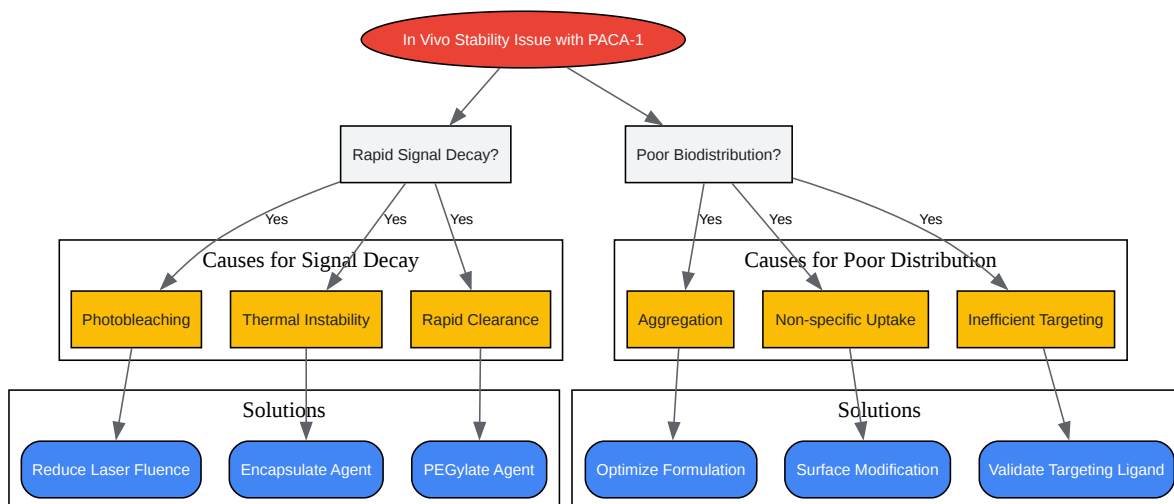 In Vivo Stability Issue with PACA-1
Rapid Signal Decay?
Poor Biodistribution?
Yes
Yes
Yes
Yes
Yes
Yes
Causes for Signal Decay
Causes for Poor Distribution
Photobleaching
Thermal Instability
Rapid Clearance
Aggregation
Non-specific Uptake
Inefficient Targeting
Solutions
Solutions
Reduce Laser Fluence
Encapsulate Agent
PEGylate Agent
Optimize Formulation
Surface Modification
Validate Targeting Ligand